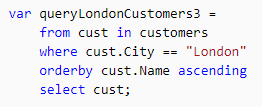 var queryLondonCustomers3 =
    from cust in customers
    where cust.City == "London"
    orderby cust.Name ascending
    select cust;